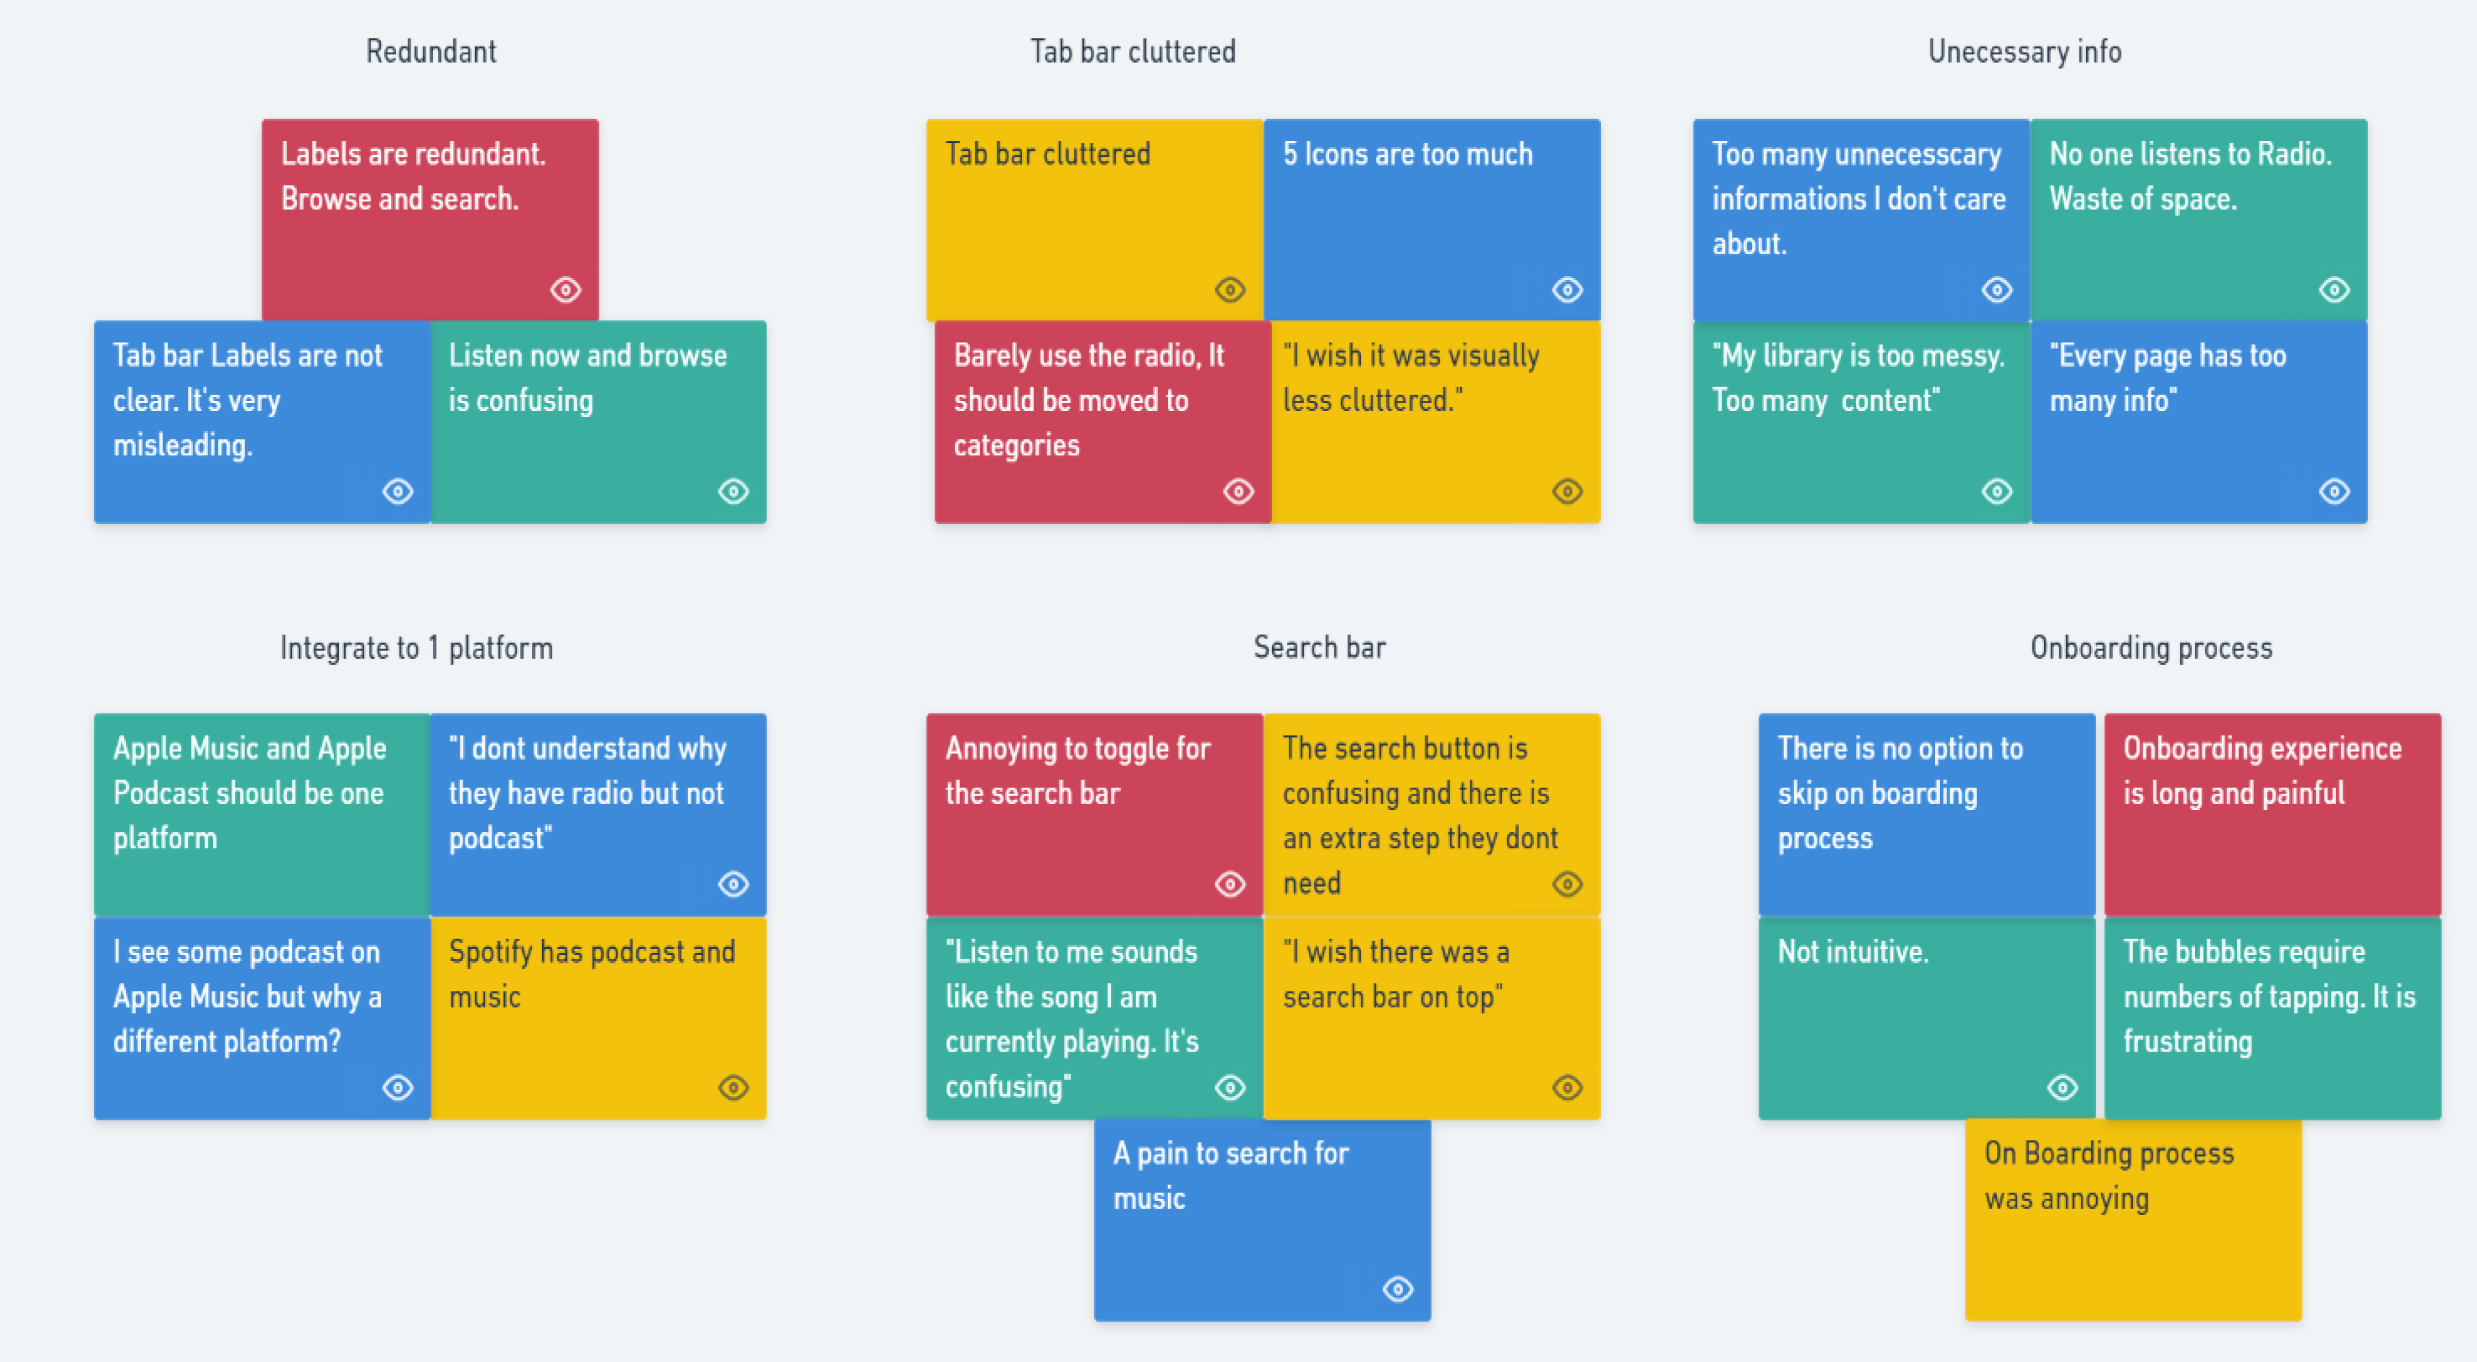 Redundant
Labels are redundant.
Browse and search.
Tab bar Labels are not
clear. It's very
misleading.
Listen now and browse
is confusing
Tab bar cluttered
Tab bar cluttered
5 Icons are too much
Barely use the radio, It
should be moved to
categories
"I wish it was visually
less cluttered."
Unecessary info
Too many unnecesscary
informations I don't care
about.
No one listens to Radio.
Waste of space.
"My library is too messy.
Too many  content"
"Every page has too
many info"
Integrate to 1 platform
Apple Music and Apple
Podcast should be one
platform
"I dont understand why
they have radio but not
podcast"
I see some podcast on
Apple Music but why a
different platform?
Spotify has podcast and
music
Search bar
Annoying to toggle for
the search bar
The search button is
confusing and there is
an extra step they dont
need
"Listen to me sounds
like the song I am
currently playing. It's
confusing"
"I wish there was a
search bar on top"
A pain to search for
music
Onboarding process
There is no option to
skip on boarding
process
Onboarding experience
is long and painful
Not intuitive.
The bubbles require
numbers of tapping. It is
frustrating
On Boarding process
was annoying